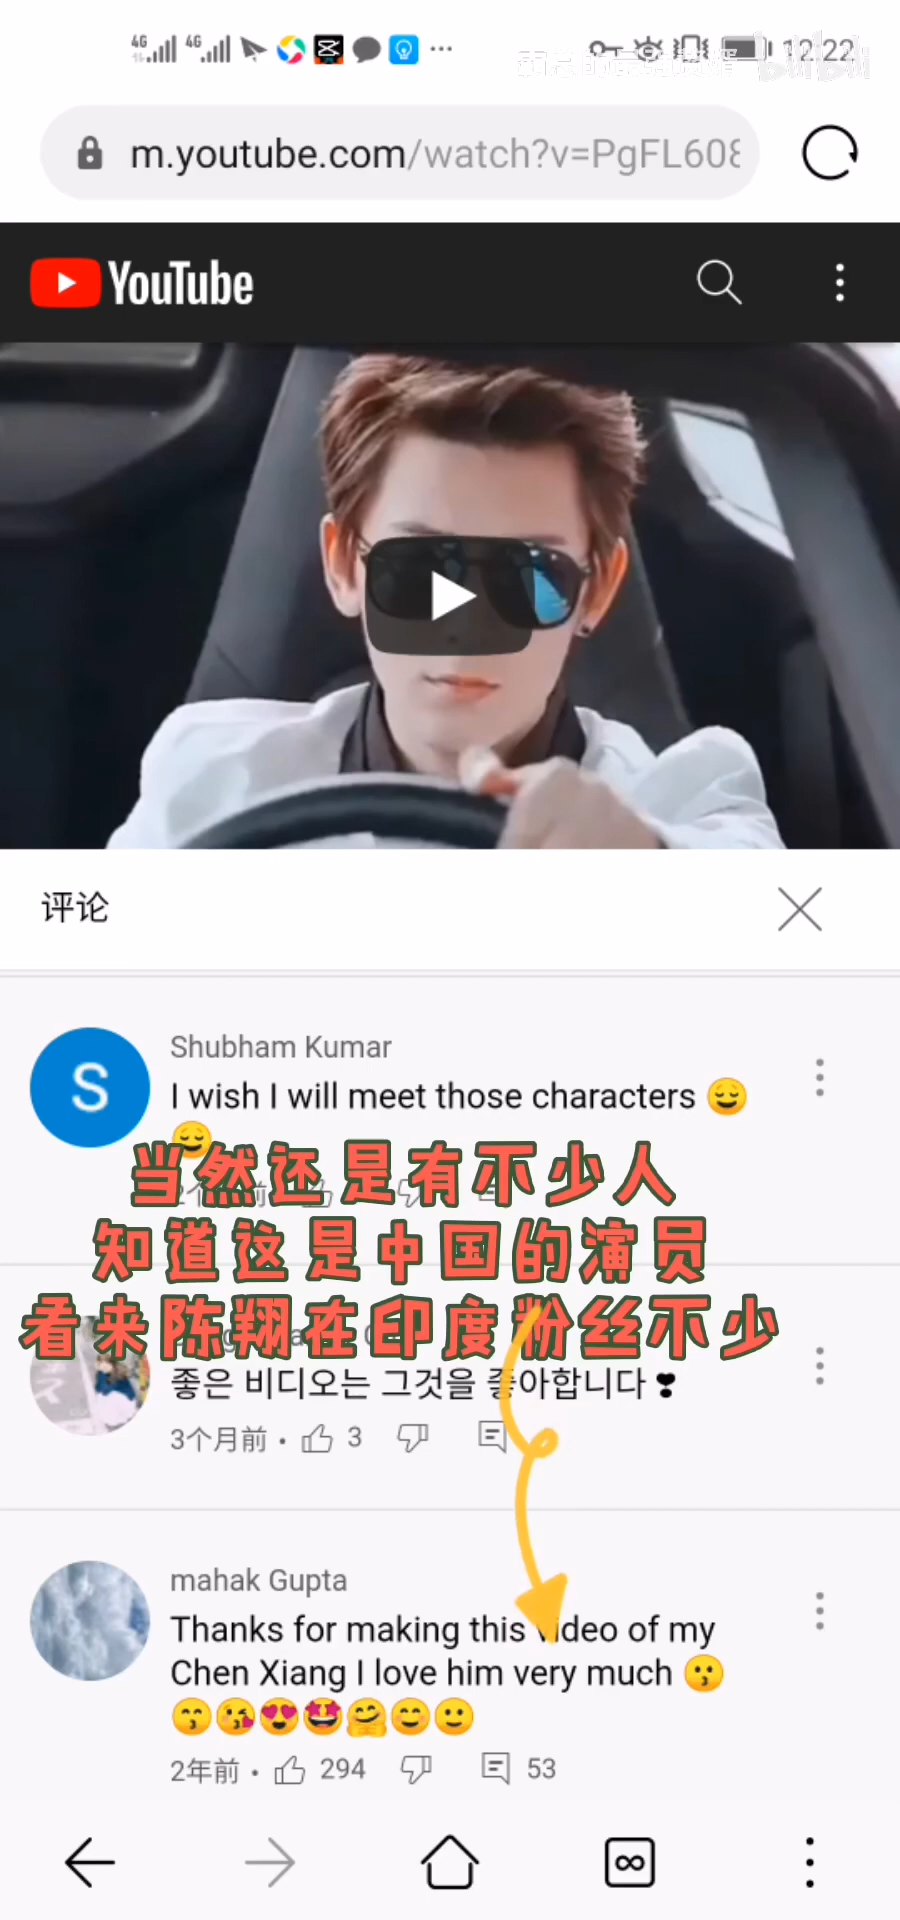 4G 4G 12:22
bilibili
m.youtube.com/watch?v=PgFL608
YouTube
评论
Shubham Kumar
S
I wish I will meet those characters 😌
😌
当然还是有不少人
知道这是中国的演员
看来陈翔在印度粉丝不少
좋은 비디오는 그것을 좋아합니다❣
3个月前 · 3
mahak Gupta
Thanks for making this video of my
Chen Xiang I love him very much 😗
😙😘😍🤩🤗😊🙂
2年前 · 294 53